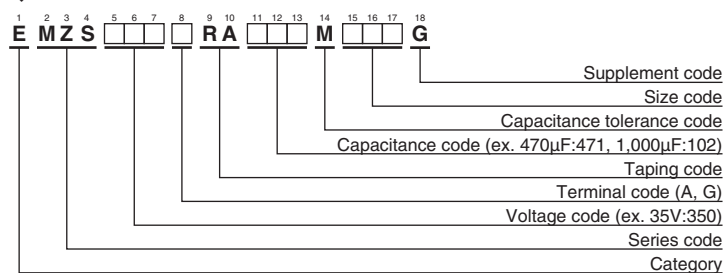 1 2 3 4 5 6 7 8 9 10 11 12 13 14 15 16 17 18
E MZS □□□ □ RA □□□ M □□□ G
Supplement code
Size code
Capacitance tolerance code
Capacitance code (ex. 470µF:471, 1,000µF:102)
Taping code
Terminal code (A, G)
Voltage code (ex. 35V:350)
Series code
Category